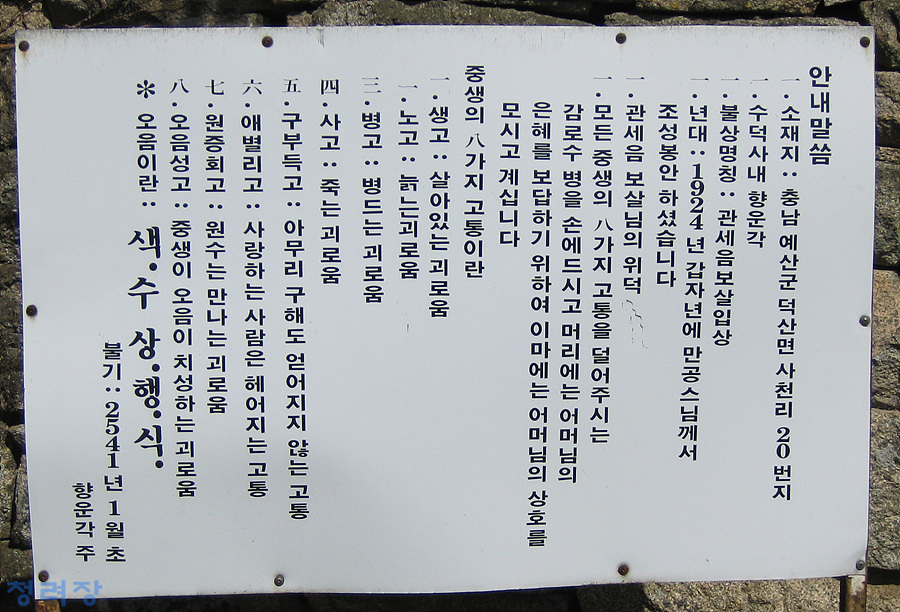 안내말씀
一. 소재지 : 충남 예산군 덕산면 사천리 20번지
一. 수덕사내 향운각
一. 불상명칭 : 관세음보살입상
一. 년대 : 1924년 갑자년에 만공스님께서
조성봉안 하셨습니다
一. 관세음 보살님의 위덕
一. 모든 중생의 八가지 고통을 덜어주시는
감로수 병을 손에드시고 머리에는 어머님의
은혜를 보답하기 위하여 이마에는 어머님의 상호를
모시고 계십니다
중생의 八가지 고통이란
一. 생고 : 살아있는 괴로움
一. 노고 : 늙는괴로움
三. 병고 : 병드는 괴로움
四. 사고 : 죽는괴로움
五. 구부득고 : 아무리 구해도 얻어지지 않는 고통
六. 애별리고 : 사랑하는 사람은 헤어지는 고통
七. 원증회고 : 원수는 만나는 괴로움
八. 오음성고 : 중생이 오음이 치성하는 괴로움
* 오음이란 : 색·수 상·행·식·
불기 : 2541년 1월 초
향운각 주
청려장